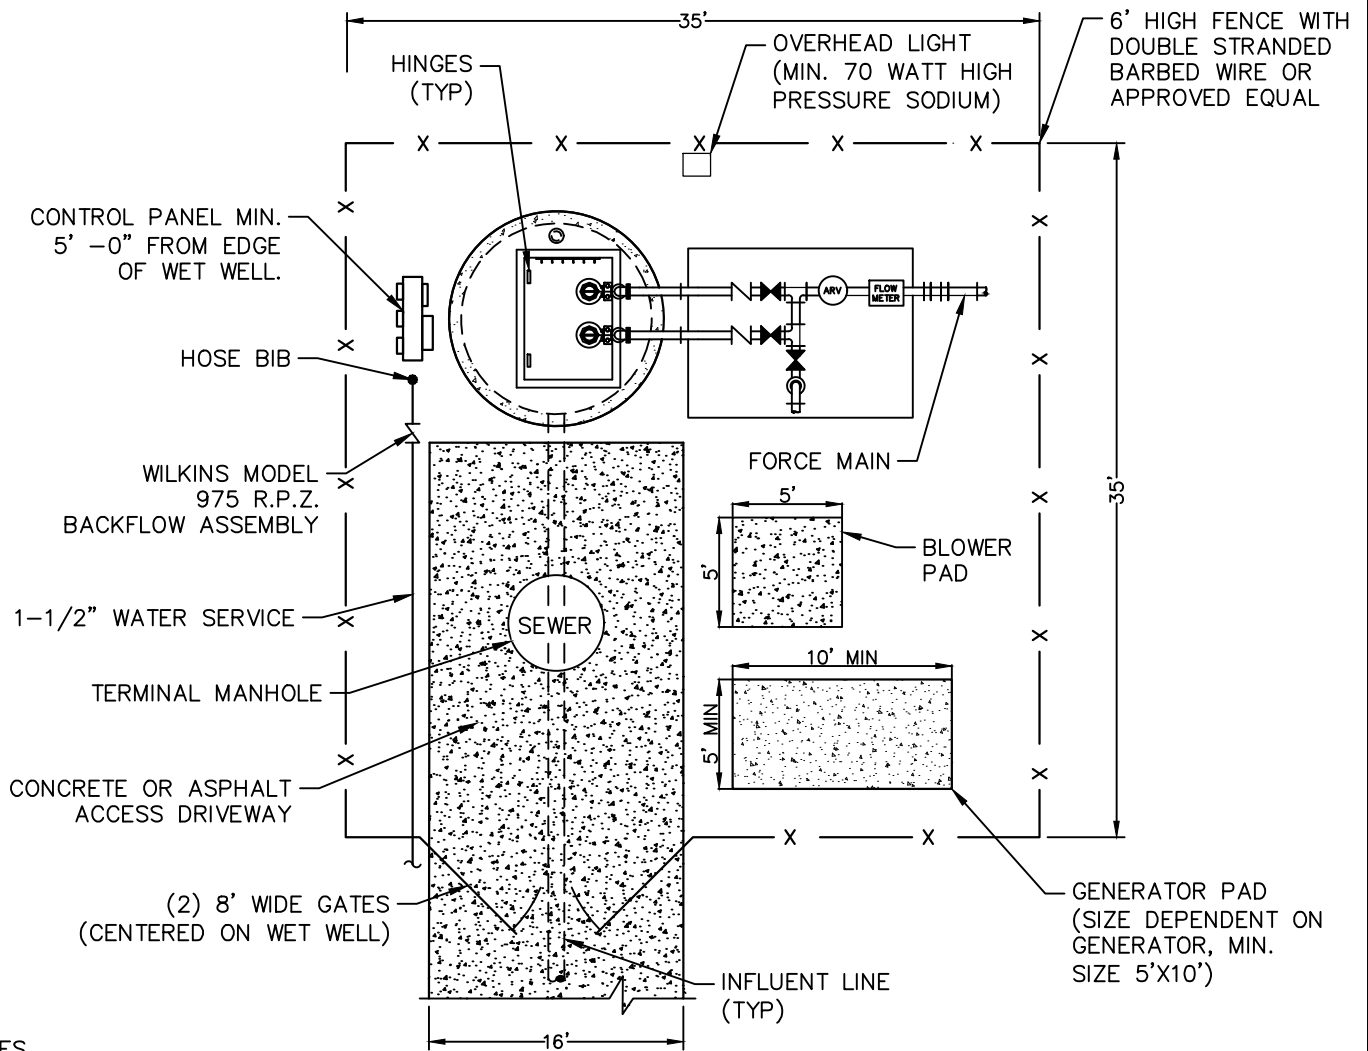 35'
6' HIGH FENCE WITH
DOUBLE STRANDED
BARBED WIRE OR
APPROVED EQUAL
OVERHEAD LIGHT
(MIN. 70 WATT HIGH
PRESSURE SODIUM)
HINGES
(TYP)
X X X X X
CONTROL PANEL MIN.
5' -0" FROM EDGE
OF WET WELL.
X
X
ARV
FLOW
METER
HOSE BIB
X
X
WILKINS MODEL
975 R.P.Z.
BACKFLOW ASSEMBLY
X
X
FORCE MAIN
35'
5'
5'
BLOWER
PAD
1-1/2" WATER SERVICE
X
X
SEWER
TERMINAL MANHOLE
10' MIN
5' MIN
CONCRETE OR ASPHALT
ACCESS DRIVEWAY
X
X
X X
(2) 8' WIDE GATES
(CENTERED ON WET WELL)
GENERATOR PAD
(SIZE DEPENDENT ON
GENERATOR, MIN.
SIZE 5'X10')
INFLUENT LINE
(TYP)
16'